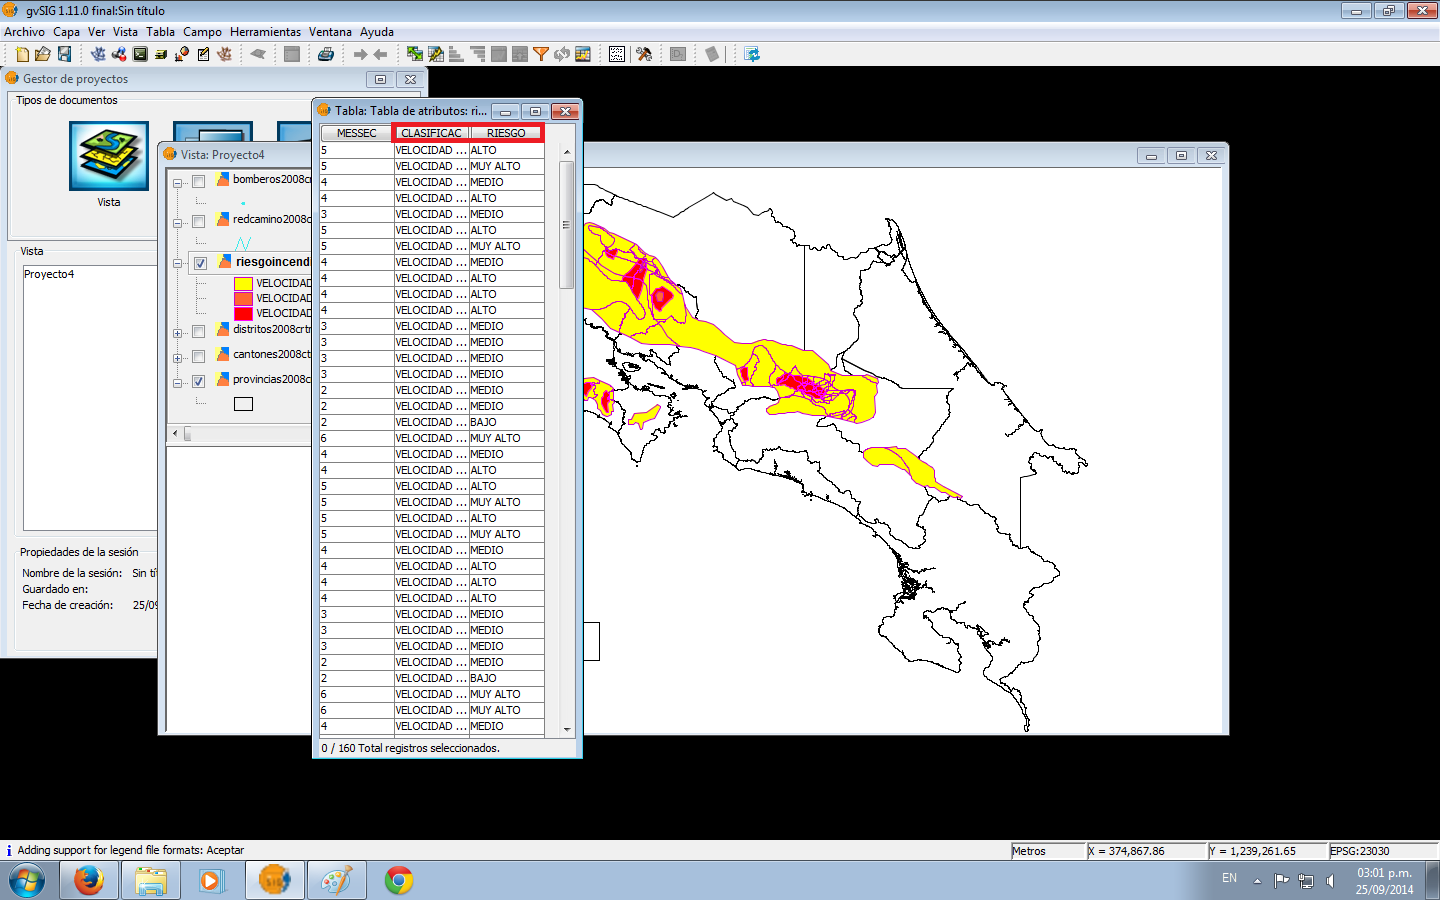 gvSIG 1.11.0 final:Sin título
Archivo Capa Ver Vista Tabla Campo Herramientas Ventana Ayuda
Gestor de proyectos
Tipos de documentos
Vista
Vista
Proyecto4
Propiedades de la sesión
Nombre de la sesión: Sin tí
Guardado en:
Fecha de creación: 25/09
Vista: Proyecto4
bomberos2008cr
redcamino2008c
riesgoincend
VELOCIDAD
VELOCIDAD
VELOCIDAD
distritos2008crtr
cantones2008ct
provincias2008c
Tabla: Tabla de atributos: ri...
MESSEC CLASIFICAC RIESGO
5 VELOCIDAD ... ALTO
5 VELOCIDAD ... MUY ALTO
4 VELOCIDAD ... MEDIO
4 VELOCIDAD ... ALTO
3 VELOCIDAD ... MEDIO
5 VELOCIDAD ... ALTO
5 VELOCIDAD ... MUY ALTO
4 VELOCIDAD ... MEDIO
4 VELOCIDAD ... ALTO
4 VELOCIDAD ... ALTO
4 VELOCIDAD ... ALTO
3 VELOCIDAD ... MEDIO
3 VELOCIDAD ... MEDIO
3 VELOCIDAD ... MEDIO
3 VELOCIDAD ... MEDIO
2 VELOCIDAD ... MEDIO
2 VELOCIDAD ... MEDIO
2 VELOCIDAD ... BAJO
6 VELOCIDAD ... MUY ALTO
4 VELOCIDAD ... MEDIO
4 VELOCIDAD ... ALTO
5 VELOCIDAD ... ALTO
5 VELOCIDAD ... MUY ALTO
5 VELOCIDAD ... ALTO
5 VELOCIDAD ... MUY ALTO
4 VELOCIDAD ... MEDIO
4 VELOCIDAD ... ALTO
4 VELOCIDAD ... ALTO
4 VELOCIDAD ... ALTO
3 VELOCIDAD ... MEDIO
3 VELOCIDAD ... MEDIO
3 VELOCIDAD ... MEDIO
2 VELOCIDAD ... MEDIO
2 VELOCIDAD ... BAJO
6 VELOCIDAD ... MUY ALTO
6 VELOCIDAD ... MUY ALTO
4 VELOCIDAD ... MEDIO
0 / 160 Total registros seleccionados.
Adding support for legend file formats: Aceptar
Metros X = 374,867.86 Y = 1,239,261.65 EPSG:23030
EN
03:01 p.m.
25/09/2014